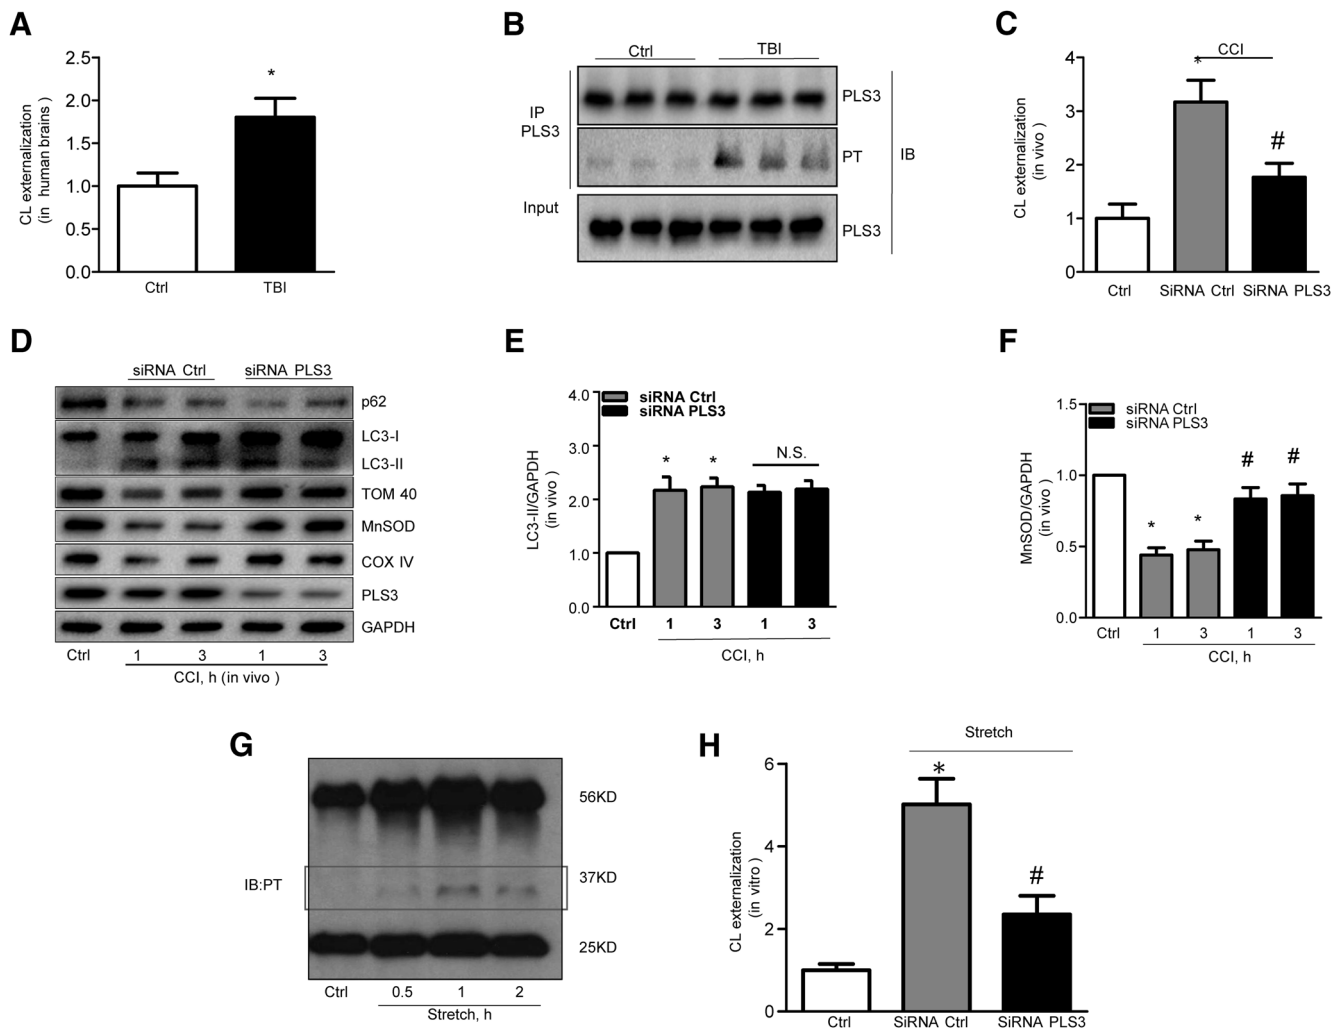 A
CL externalization
(in human brains )
2.5
2.0
1.5
1.0
0.5
0.0
*
Ctrl
TBI
B
Ctrl
TBI
IP
PLS3
Input
PLS3
PT
PLS3
IB
C
CL externalization
(in vivo )
4
3
2
1
0
CCI
*
#
Ctrl
SiRNA Ctrl
SiRNA PLS3
D
siRNA Ctrl
siRNA PLS3
p62
LC3-I
LC3-II
TOM 40
MnSOD
COX IV
PLS3
GAPDH
Ctrl
1
3
1
3
CCI, h (in vivo )
E
LC3-II/GAPDH
(in vivo )
4.0
3.0
2.0
1.0
0.0
siRNA Ctrl
siRNA PLS3
*
*
N.S.
Ctrl
1
3
1
3
CCI, h
F
MnSOD/GAPDH
(in vivo )
1.5
1.0
0.5
0.0
siRNA Ctrl
siRNA PLS3
*
*
#
#
Ctrl
1
3
1
3
CCI, h
G
IB:PT
56KD
37KD
25KD
Ctrl
0.5
1
2
Stretch, h
H
Stretch
CL externalization
(in vitro )
6
4
2
0
*
#
Ctrl
SiRNA Ctrl
SiRNA PLS3